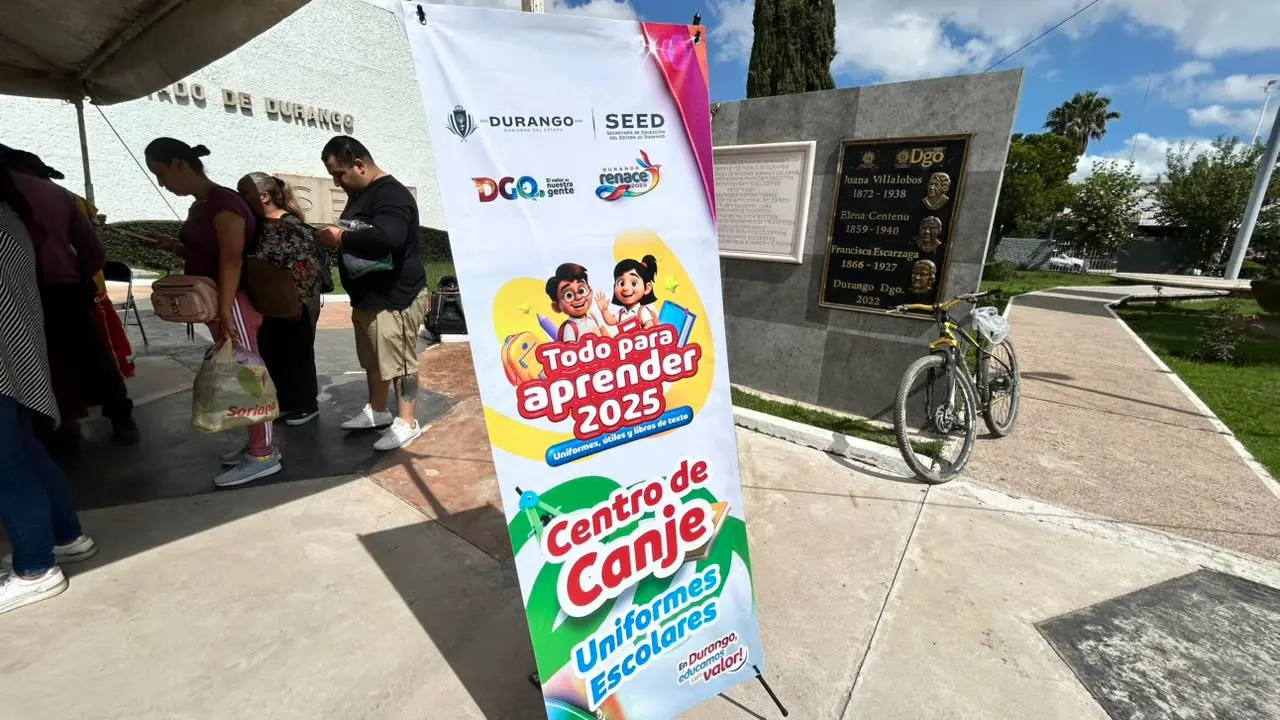 ADO DE DURANGO
DURANGO
GOBIERNO DEL ESTADO
SEED
SECRETARÍA DE EDUCACIÓN
DEL ESTADO DE DURANGO
DGO
El valor de
nuestra
gente
DURANGO
renace
2025
Todo para
aprender
2025
Uniformes, útiles y libros de texto
Centro de
Canje
Uniformes
Escolares
En Durango,
educamos
con valor!
Soriana
Dgo
Juana Villalobos
1872 - 1938
Elena Centeno
1859 - 1940
Francisca Escarzaga
1866 - 1927
Durango Dgo.
2022